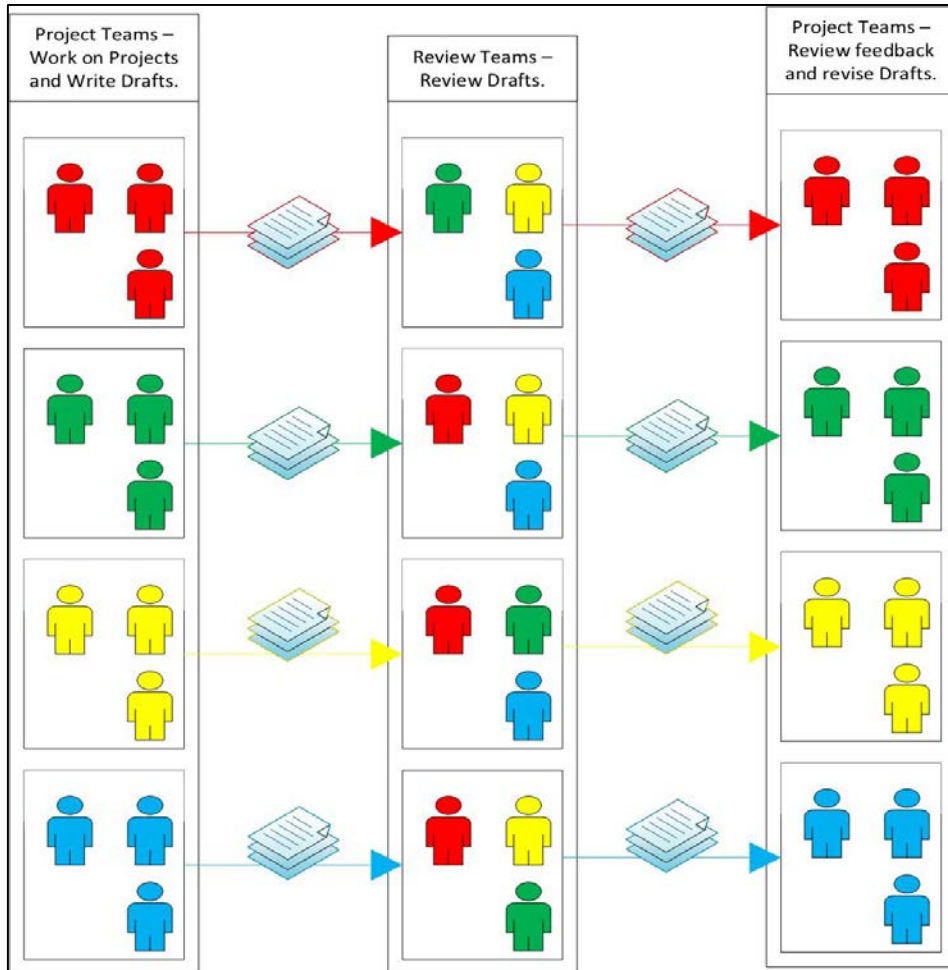 Project Teams –
Work on Projects
and Write Drafts.
Review Teams –
Review Drafts.
Project Teams –
Review feedback
and revise Drafts.